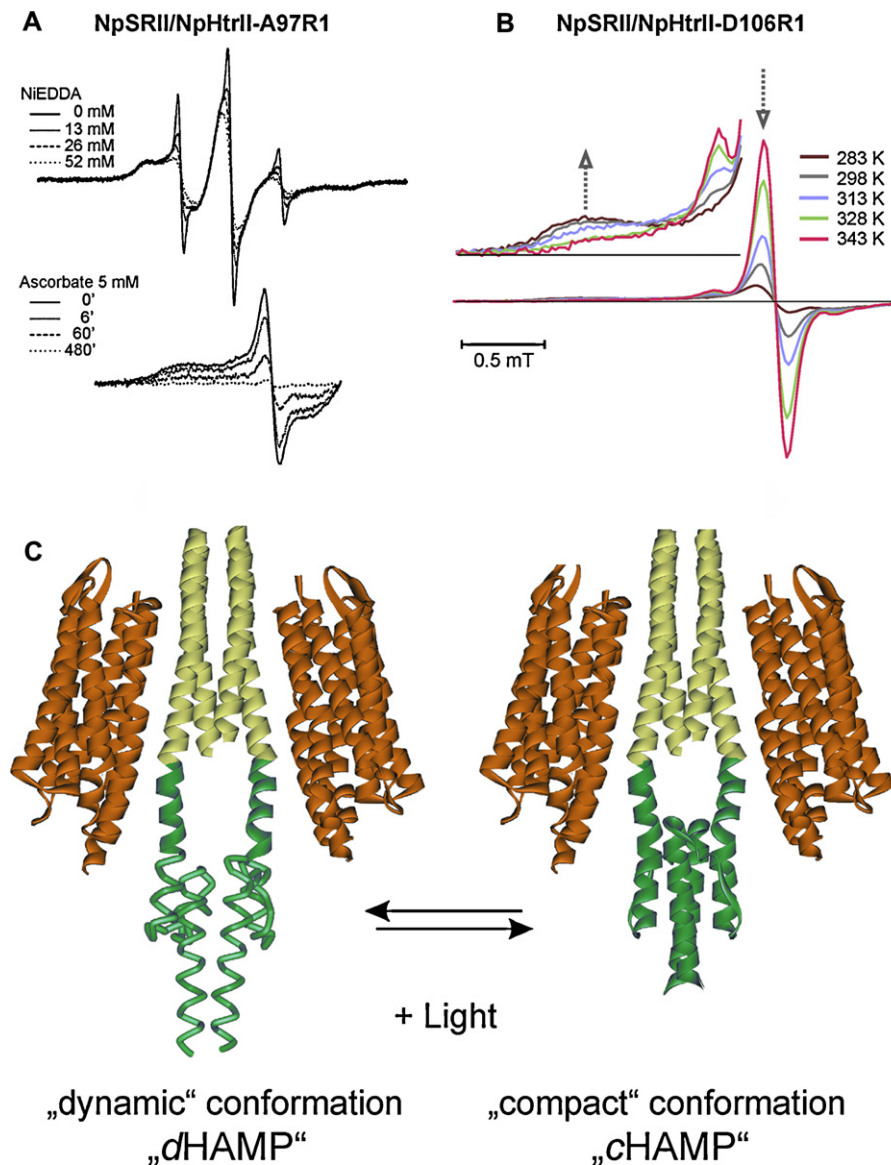 A
NpSRII/NpHtrII-A97R1
NiEDDA
0 mM
13 mM
26 mM
52 mM
Ascorbate 5 mM
0'
6'
60'
480'
B
NpSRII/NpHtrII-D106R1
283 K
298 K
313 K
328 K
343 K
0.5 mT
C
+ Light
„dynamic“ conformation
„dHAMP“
„compact“ conformation
„cHAMP“